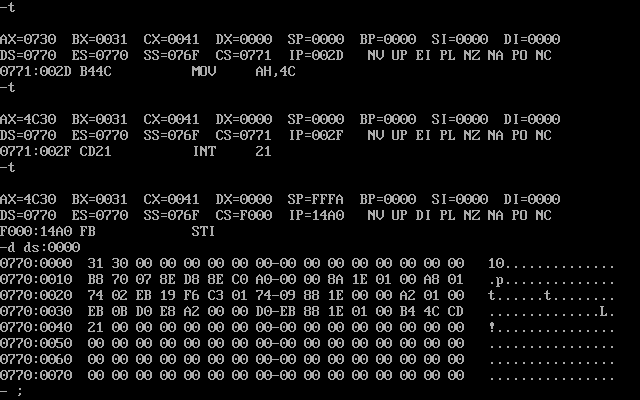 -t
AX=0730 BX=0031 CX=0041 DX=0000 SP=0000 BP=0000 SI=0000 DI=0000
DS=0770 ES=0770 SS=076F CS=0771 IP=002D NV UP EI PL NZ NA PO NC
0771:002D B44C MOV AH,4C
-t
AX=4C30 BX=0031 CX=0041 DX=0000 SP=0000 BP=0000 SI=0000 DI=0000
DS=0770 ES=0770 SS=076F CS=0771 IP=002F NV UP EI PL NZ NA PO NC
0771:002F CD21 INT 21
-t
AX=4C30 BX=0031 CX=0041 DX=0000 SP=FFFA BP=0000 SI=0000 DI=0000
DS=0770 ES=0770 SS=076F CS=F000 IP=14A0 NV UP DI PL NZ NA PO NC
F000:14A0 FB STI
-d ds:0000
0770:0000 31 30 00 00 00 00 00 00-00 00 00 00 00 00 00 00 10..............
0770:0010 B8 70 07 8E D8 8E C0 A0-00 00 8A 1E 01 00 A8 01 .p..............
0770:0020 74 02 EB 19 F6 C3 01 74-09 88 1E 00 00 A2 01 00 t......t........
0770:0030 EB 0B D0 E8 A2 00 00 D0-EB 88 1E 01 00 B4 4C CD ..............L.
0770:0040 21 00 00 00 00 00 00 00-00 00 00 00 00 00 00 00 !...............
0770:0050 00 00 00 00 00 00 00 00-00 00 00 00 00 00 00 00 ................
0770:0060 00 00 00 00 00 00 00 00-00 00 00 00 00 00 00 00 ................
0770:0070 00 00 00 00 00 00 00 00-00 00 00 00 00 00 00 00 ................
- ;